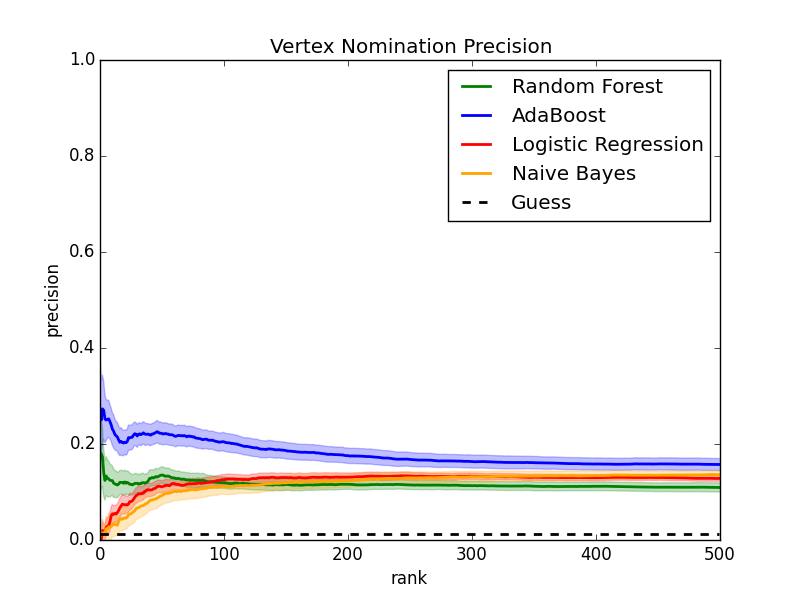 Vertex Nomination Precision
1.0
0.8
0.6
0.4
0.2
0.0
precision
Random Forest
AdaBoost
Logistic Regression
Naive Bayes
Guess
0 100 200 300 400 500
rank